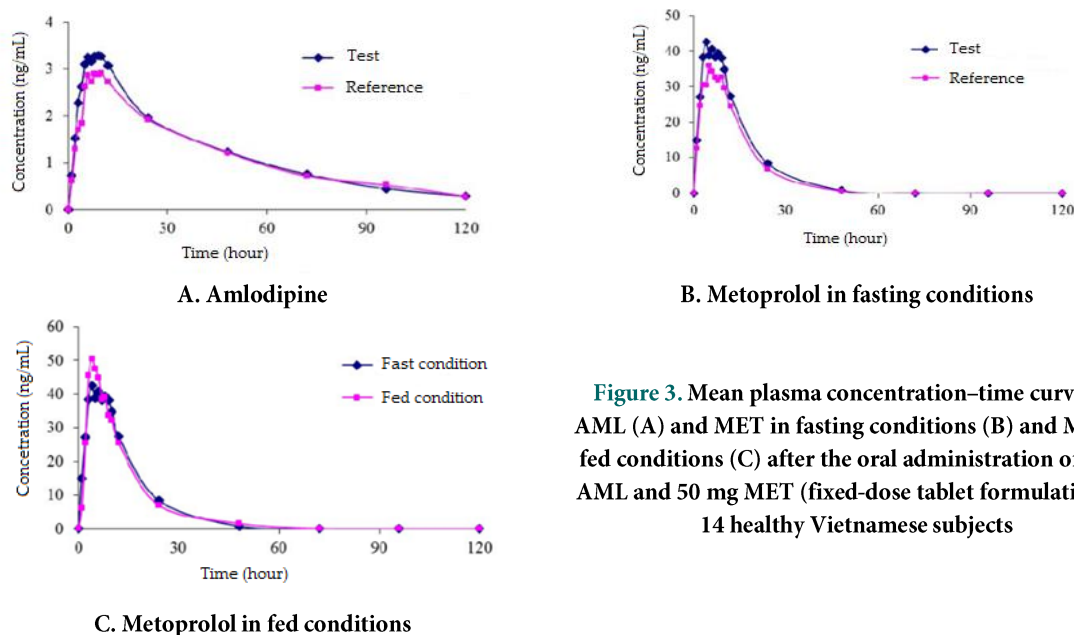 4
3
2
1
0
Concentration (ng/mL)
Test
Reference
0 30 60 90 120
Time (hour)
A. Amlodipine
50
40
30
20
10
0
Concentration (ng/mL)
Test
Reference
0 30 60 90 120
Time (hour)
B. Metoprolol in fasting conditions
60
50
40
30
20
10
0
Concetration (ng/mL)
Fast condition
Fed condition
0 30 60 90 120
Time (hour)
C. Metoprolol in fed conditions
Figure 3. Mean plasma concentration–time curv
AML (A) and MET in fasting conditions (B) and M
fed conditions (C) after the oral administration o
AML and 50 mg MET (fixed-dose tablet formulati
14 healthy Vietnamese subjects